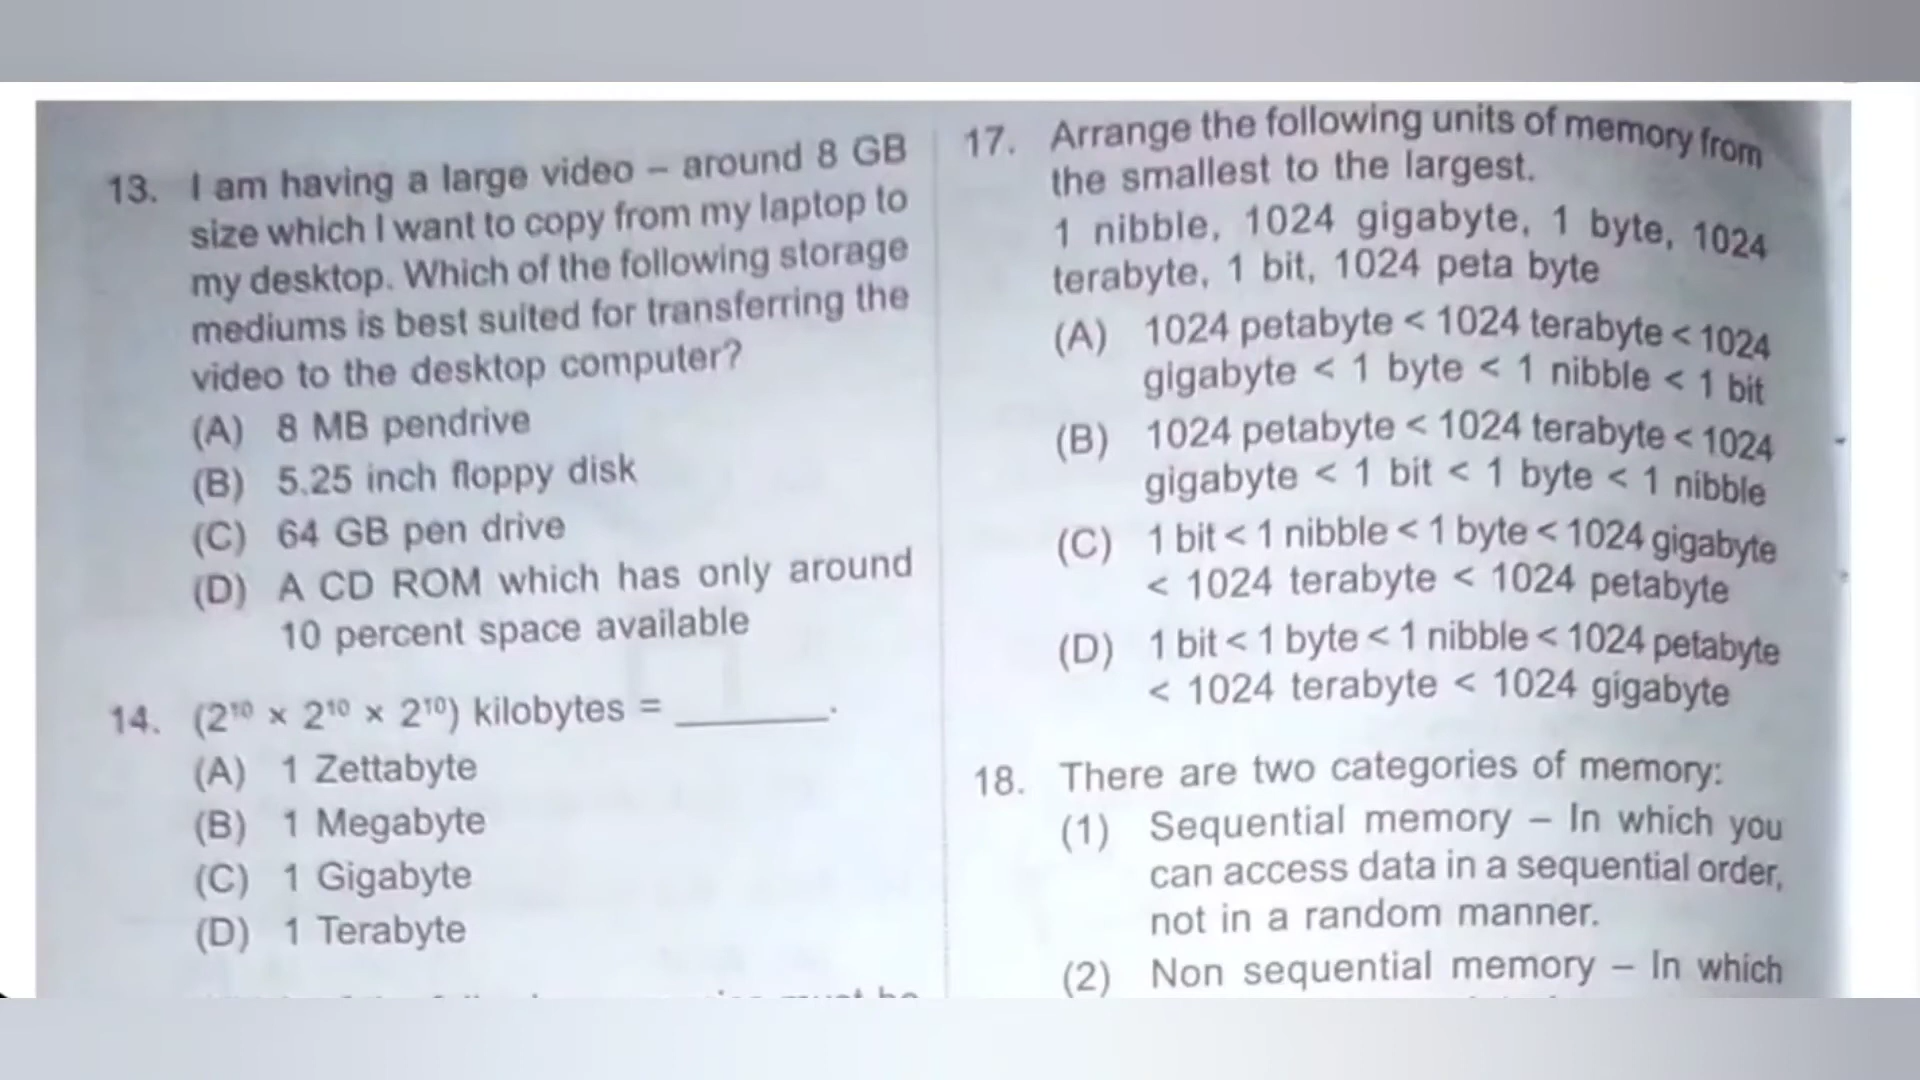 13. I am having a large video – around 8 GB
size which I want to copy from my laptop to
my desktop. Which of the following storage
mediums is best suited for transferring the
video to the desktop computer?
(A) 8 MB pendrive
(B) 5.25 inch floppy disk
(C) 64 GB pen drive
(D) A CD ROM which has only around
10 percent space available
14. (2¹⁰ × 2¹⁰ × 2¹⁰) kilobytes = ________.
(A) 1 Zettabyte
(B) 1 Megabyte
(C) 1 Gigabyte
(D) 1 Terabyte
17. Arrange the following units of memory from
the smallest to the largest.
1 nibble, 1024 gigabyte, 1 byte, 1024
terabyte, 1 bit, 1024 peta byte
(A) 1024 petabyte < 1024 terabyte < 1024
gigabyte < 1 byte < 1 nibble < 1 bit
(B) 1024 petabyte < 1024 terabyte < 1024
gigabyte < 1 bit < 1 byte < 1 nibble
(C) 1 bit < 1 nibble < 1 byte < 1024 gigabyte
< 1024 terabyte < 1024 petabyte
(D) 1 bit < 1 byte < 1 nibble < 1024 petabyte
< 1024 terabyte < 1024 gigabyte
18. There are two categories of memory:
(1) Sequential memory – In which you
can access data in a sequential order,
not in a random manner.
(2) Non sequential memory – In which